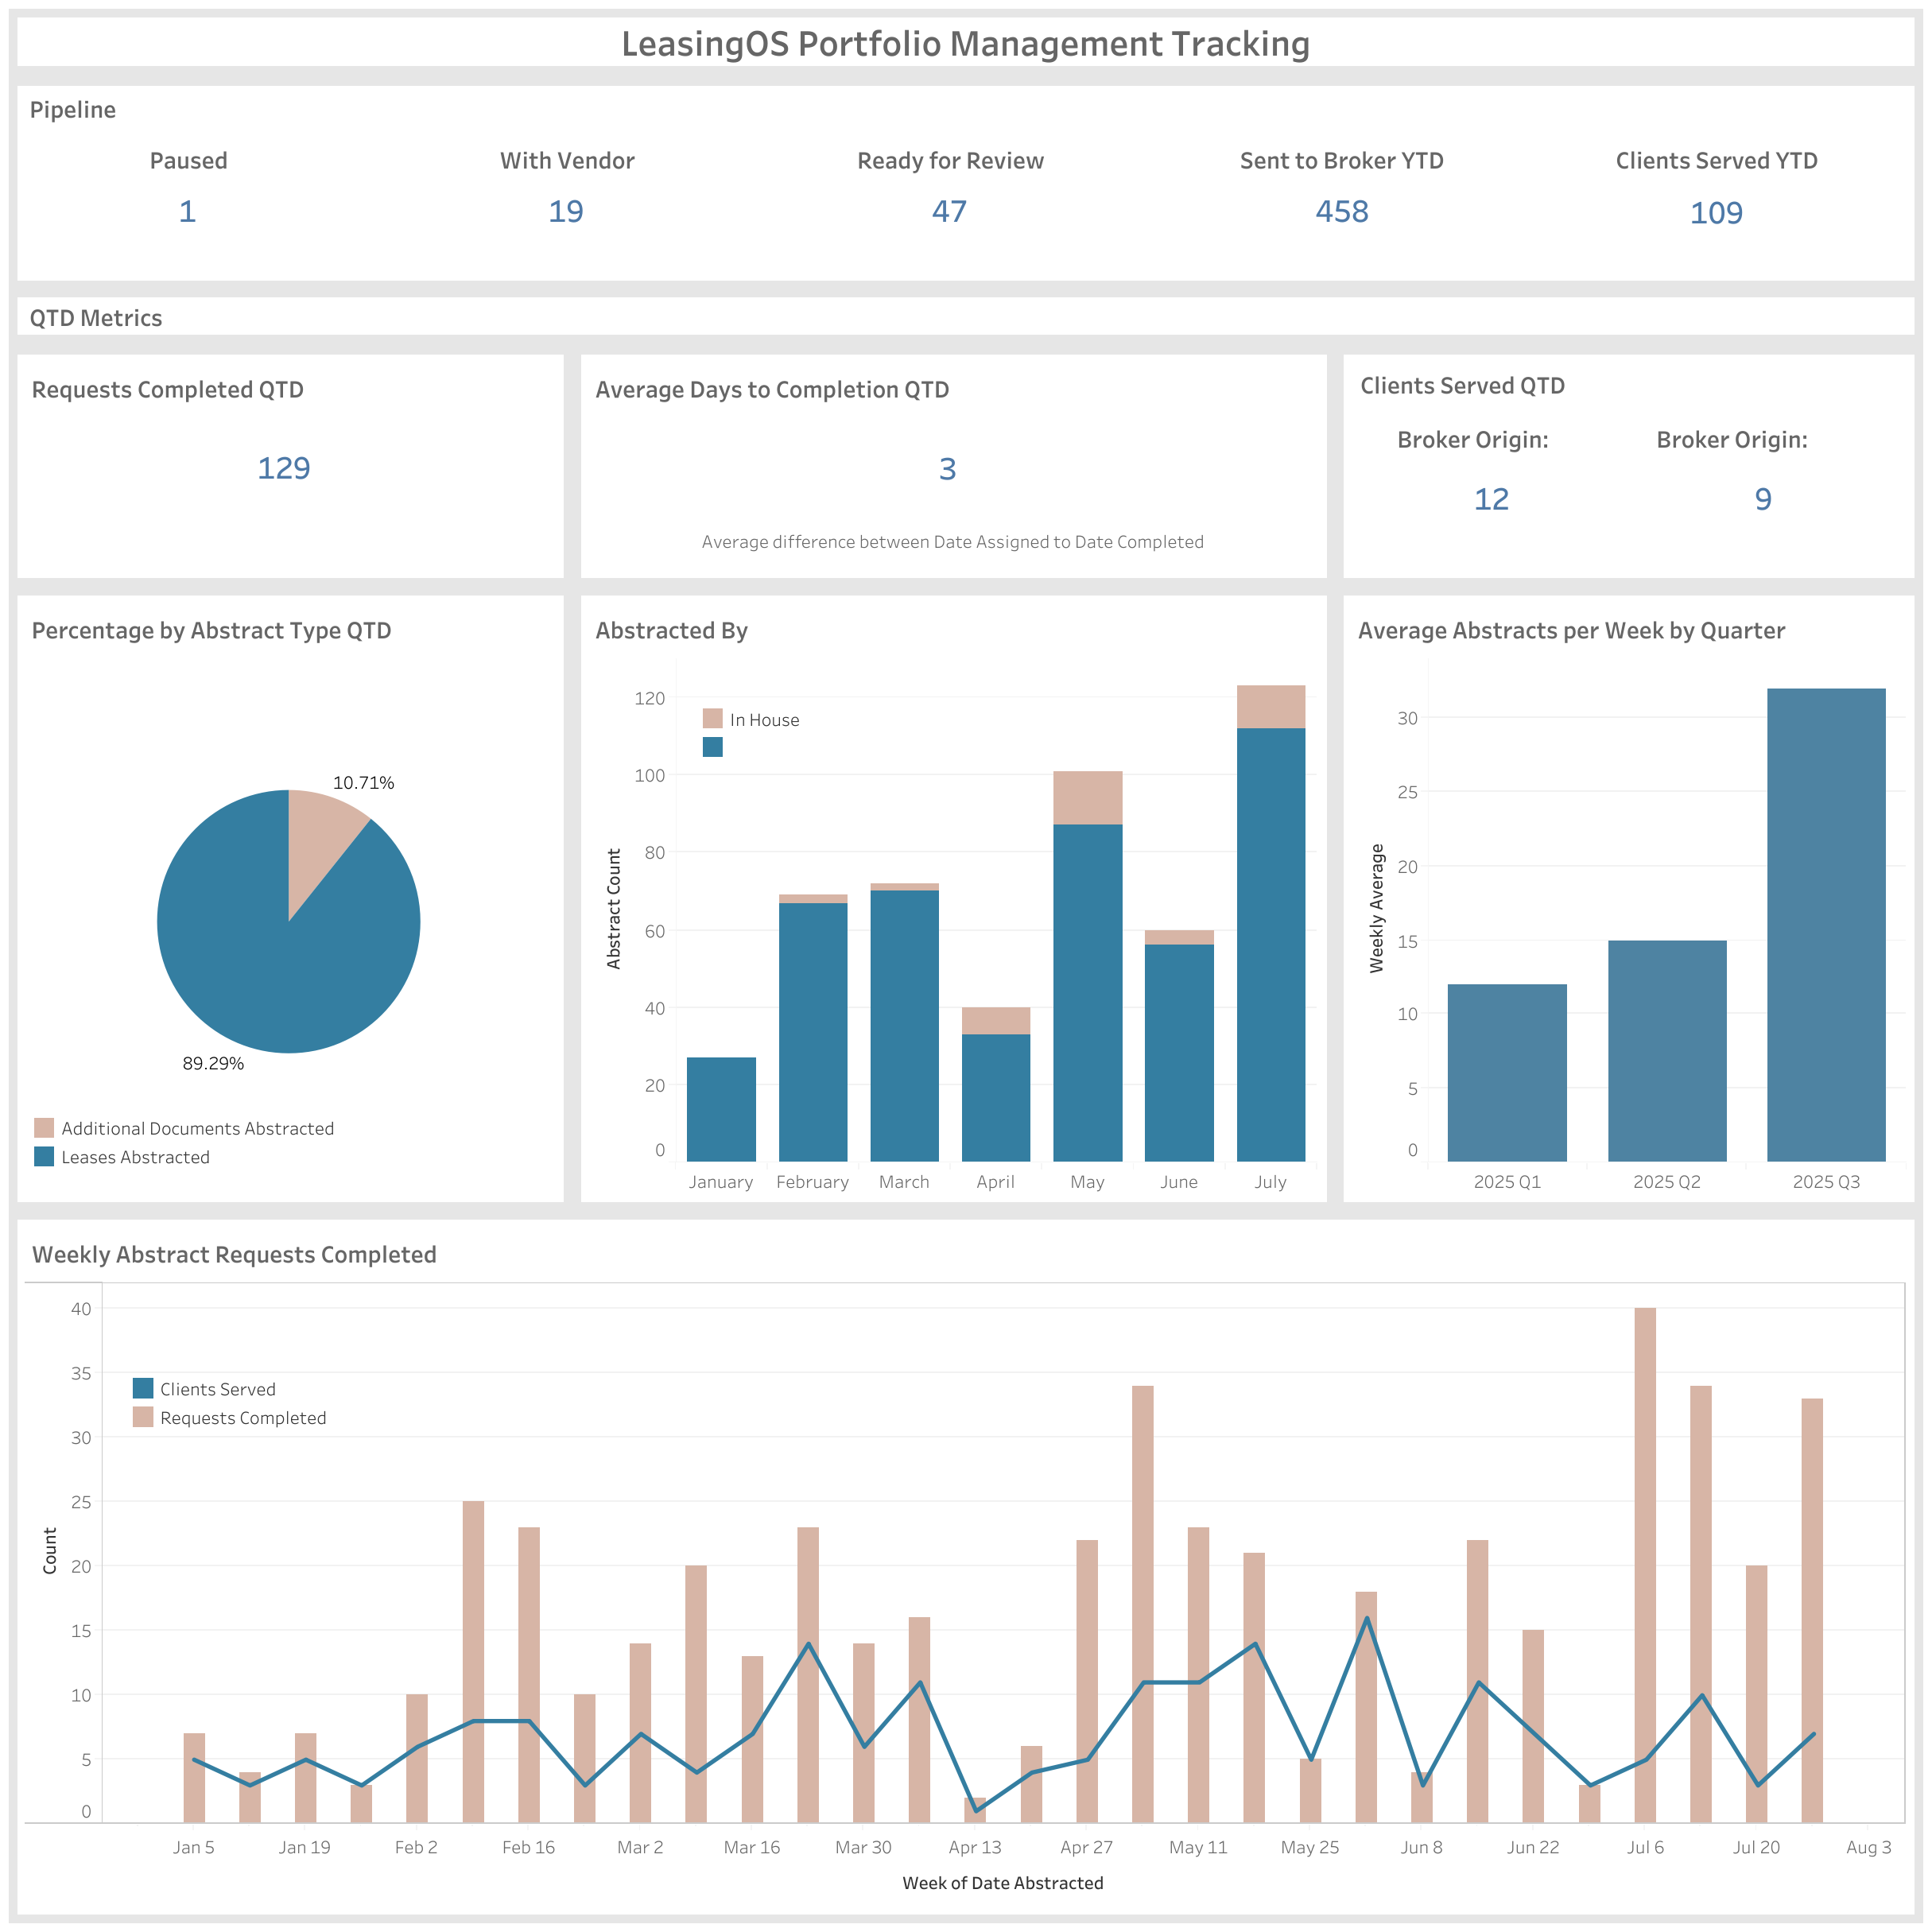 LeasingOS Portfolio Management Tracking
Pipeline
Paused
With Vendor
Ready for Review
Sent to Broker YTD
Clients Served YTD
1
19
47
458
109
QTD Metrics
Requests Completed QTD
129
Average Days to Completion QTD
3
Average difference between Date Assigned to Date Completed
Clients Served QTD
Broker Origin:
Broker Origin:
12
9
Percentage by Abstract Type QTD
10.71%
89.29%
Additional Documents Abstracted
Leases Abstracted
Abstracted By
In House
Abstract Count
120
100
80
60
40
20
0
January
February
March
April
May
June
July
Average Abstracts per Week by Quarter
Weekly Average
30
25
20
15
10
5
0
2025 Q1
2025 Q2
2025 Q3
Weekly Abstract Requests Completed
Clients Served
Requests Completed
Count
40
35
30
25
20
15
10
5
0
Jan 5
Jan 19
Feb 2
Feb 16
Mar 2
Mar 16
Mar 30
Apr 13
Apr 27
May 11
May 25
Jun 8
Jun 22
Jul 6
Jul 20
Aug 3
Week of Date Abstracted